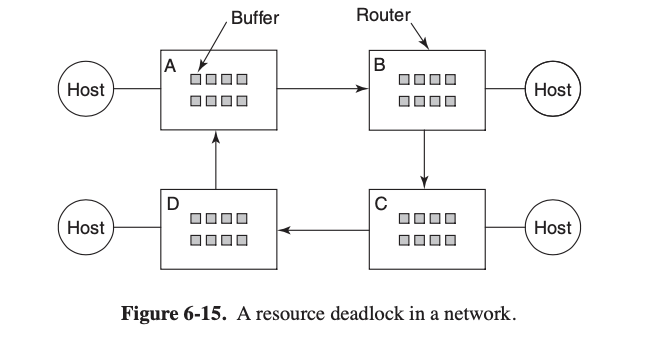 Buffer
Router
A
B
Host
Host
D
C
Host
Host
Figure 6-15. A resource deadlock in a network.